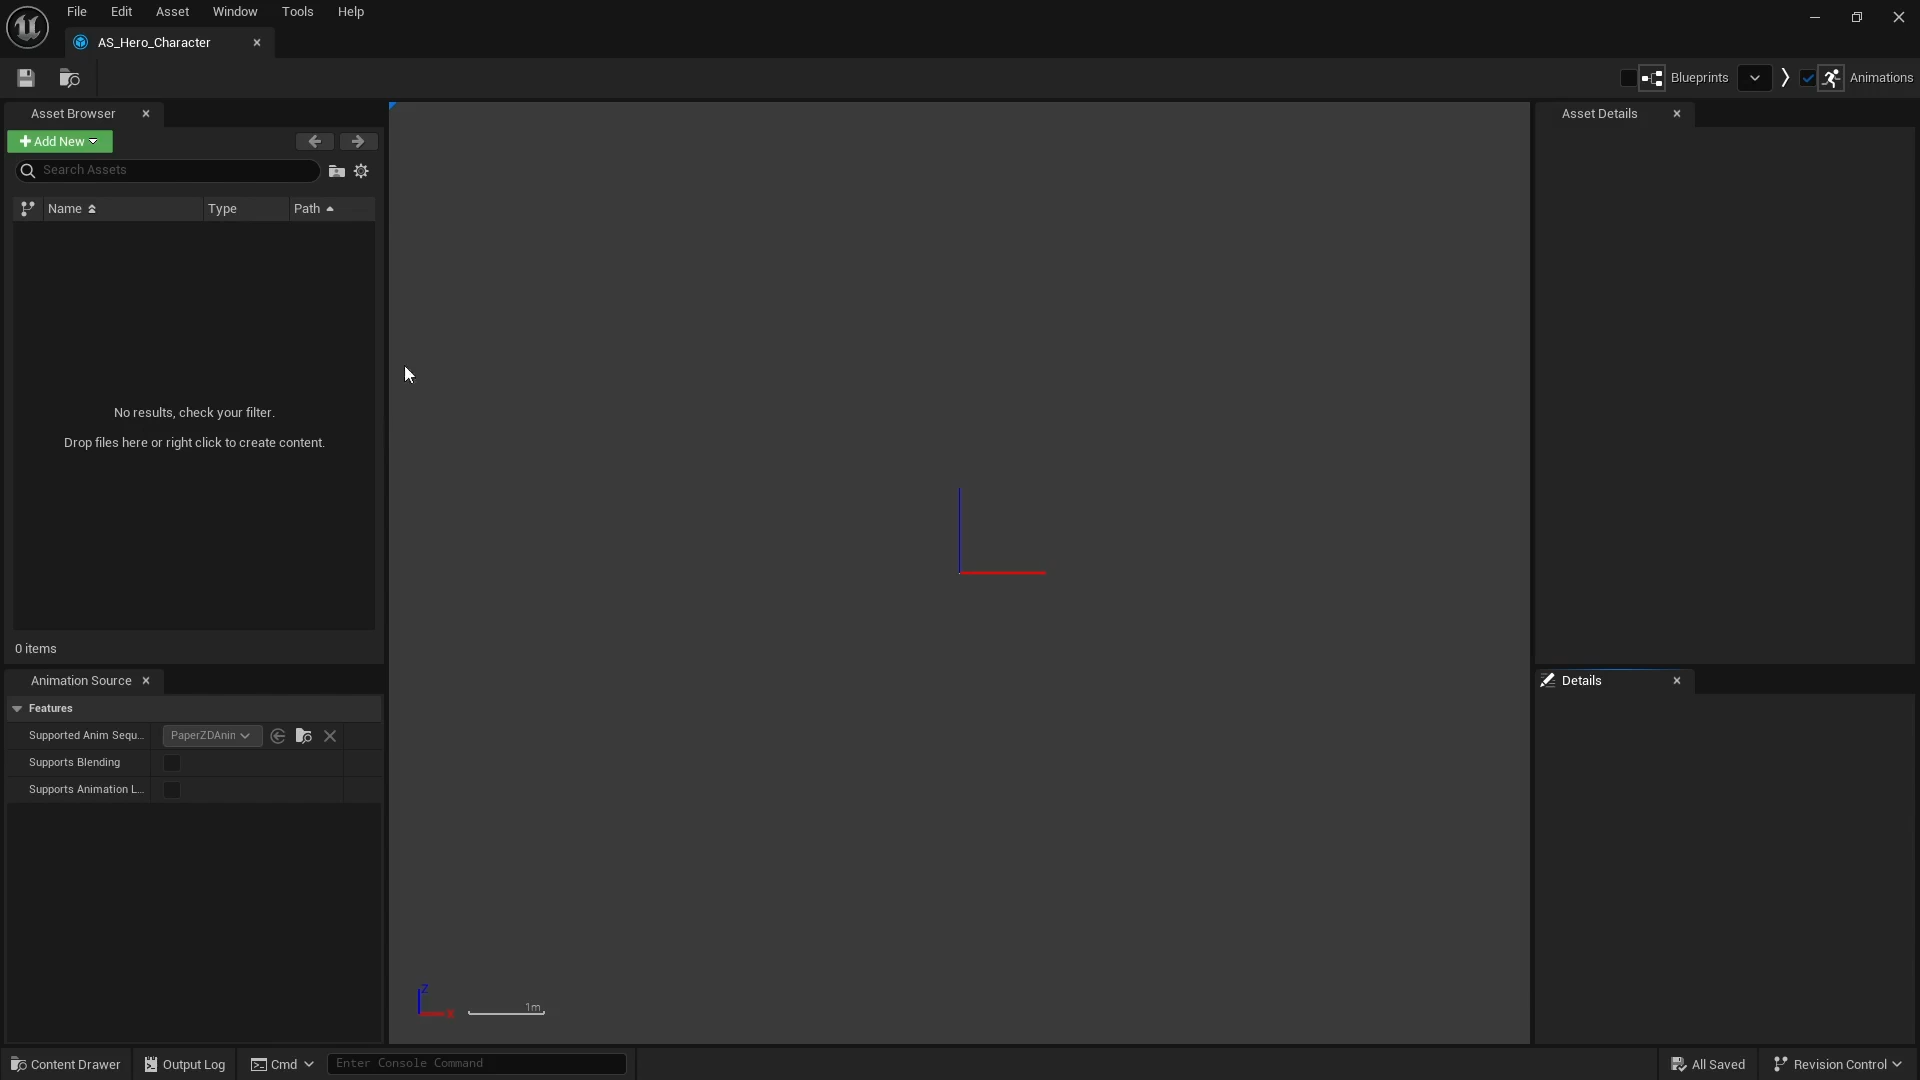 File Edit Asset Window Tools Help
AS_Hero_Character
Blueprints
Animations
Asset Browser
Add New
Search Assets
Name Type Path
No results, check your filter.
Drop files here or right click to create content.
0 items
Animation Source
Features
Supported Anim Sequ...
PaperZDAnim
Supports Blending
Supports Animation L...
Z
X
1m
Asset Details
Details
Content Drawer
Output Log
Cmd
Enter Console Command
All Saved
Revision Control